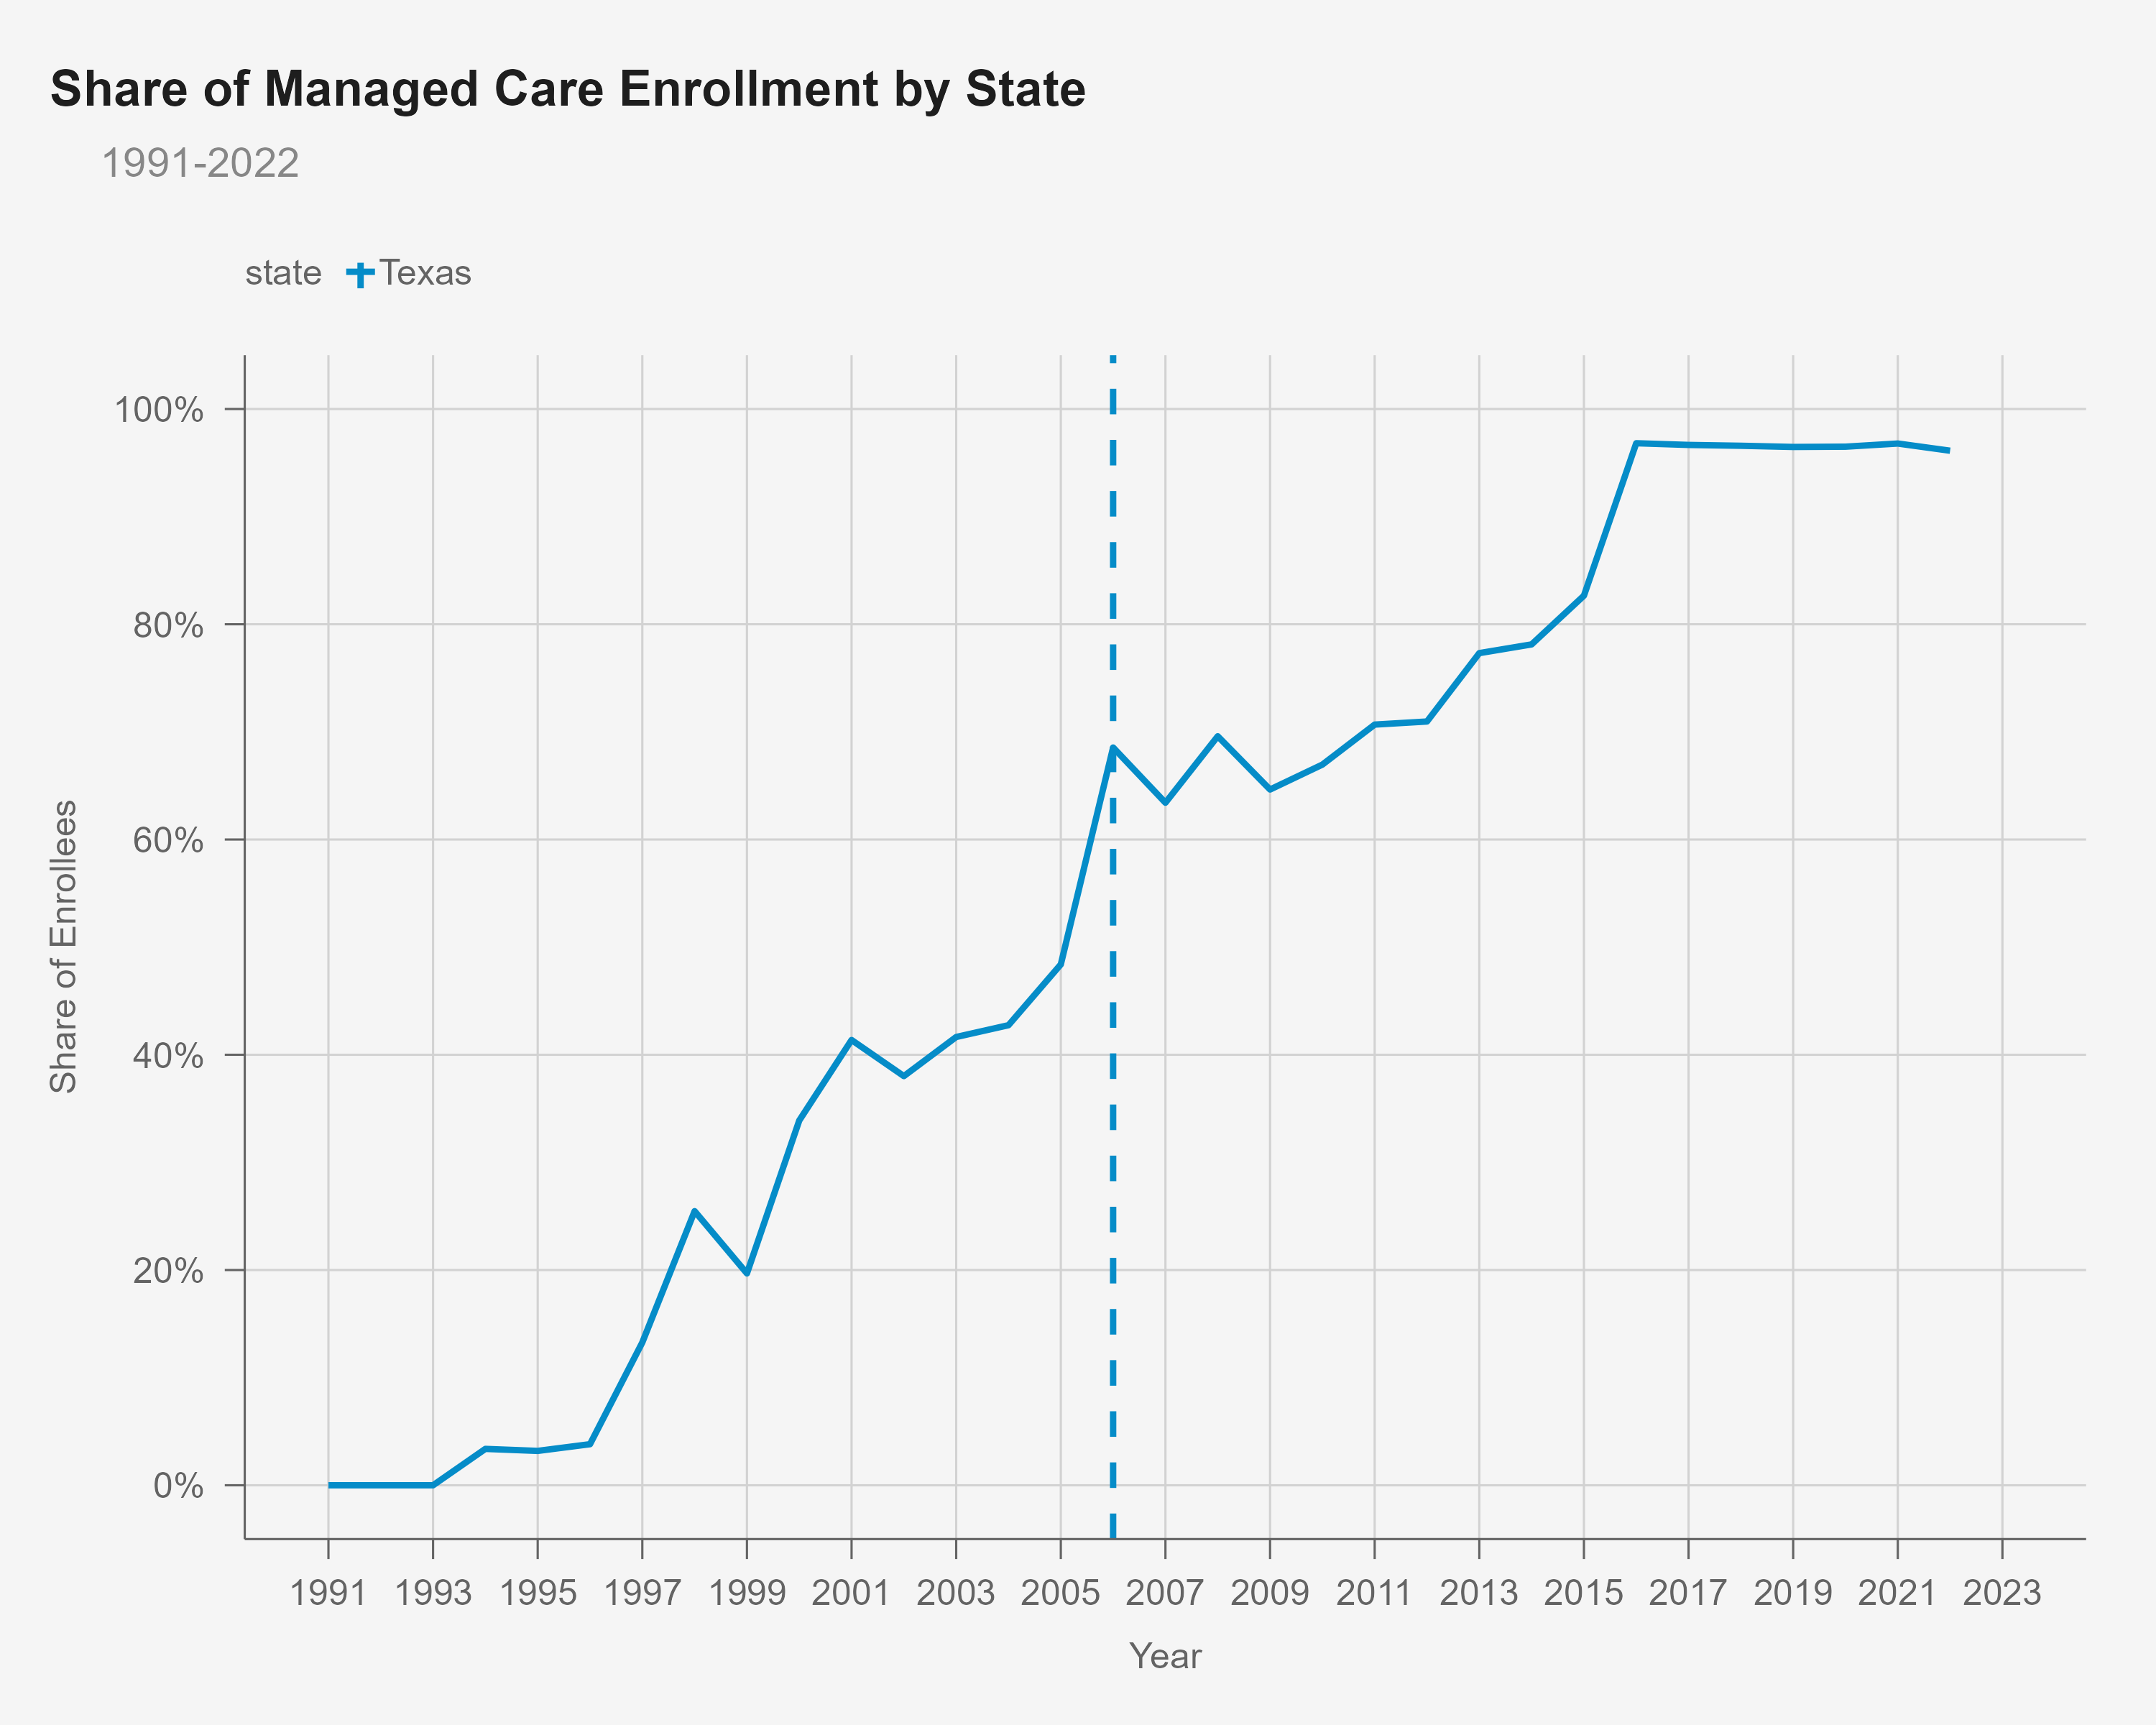 Share of Managed Care Enrollment by State
1991-2022
state Texas
100%
80%
60%
40%
20%
0%
Share of Enrollees
1991 1993 1995 1997 1999 2001 2003 2005 2007 2009 2011 2013 2015 2017 2019 2021 2023
Year